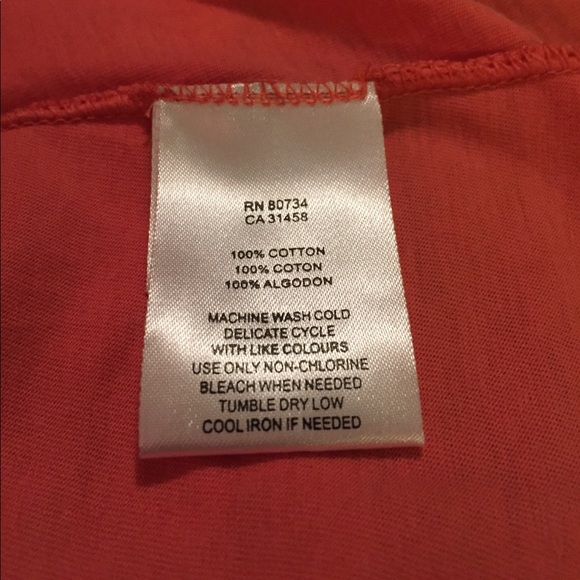 RN 80734
CA 31458
100% COTTON
100% COTON
100% ALGODON
MACHINE WASH COLD
DELICATE CYCLE
WITH LIKE COLOURS
USE ONLY NON-CHLORINE
BLEACH WHEN NEEDED
TUMBLE DRY LOW
COOL IRON IF NEEDED